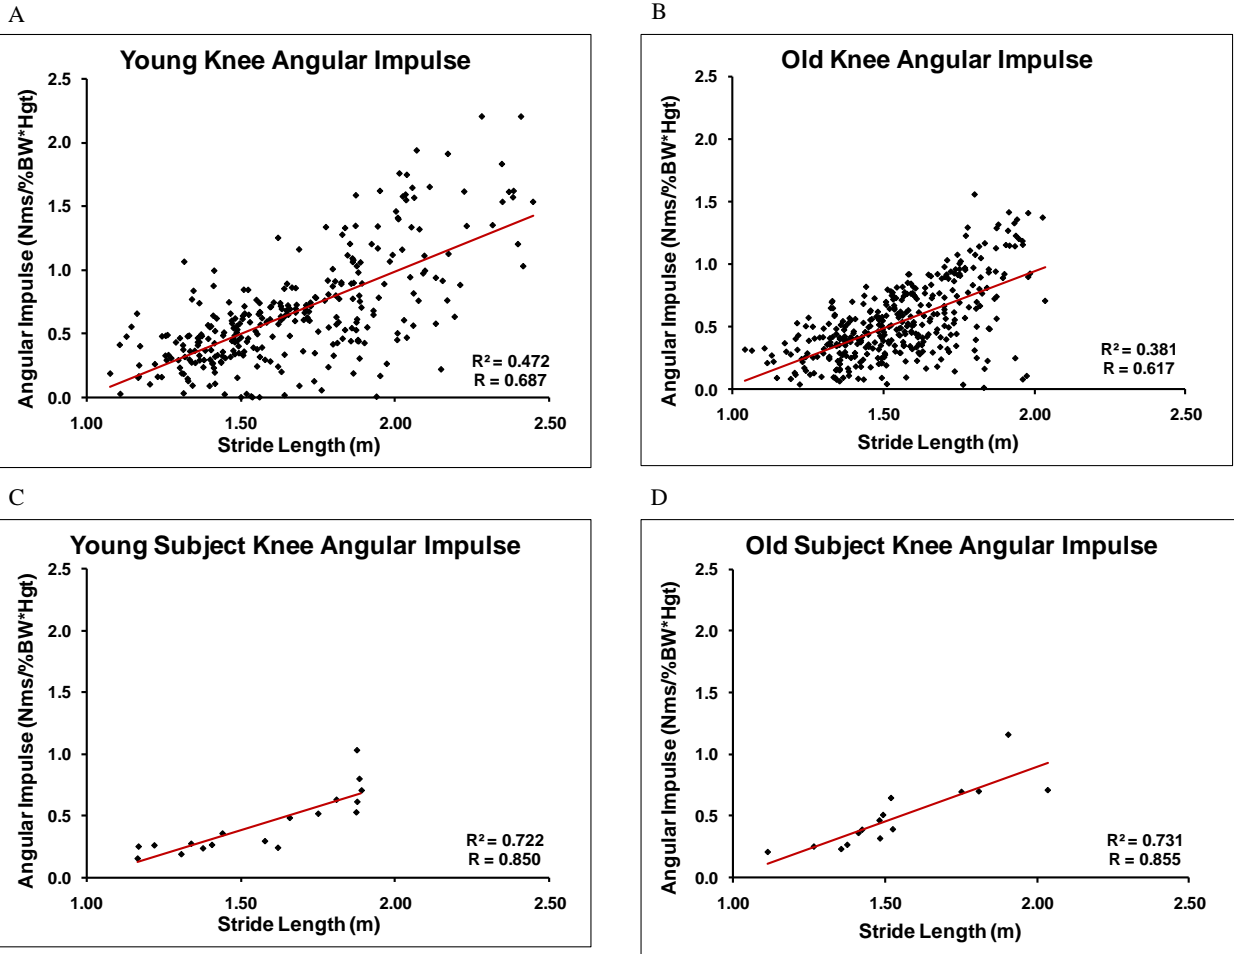 A
Young Knee Angular Impulse
Angular Impulse (Nms/%BW*Hgt)
2.5
2.0
1.5
1.0
0.5
0.0
R² = 0.472
R = 0.687
1.00 1.50 2.00 2.50
Stride Length (m)
B
Old Knee Angular Impulse
Angular Impulse (Nms/%BW*Hgt)
2.5
2.0
1.5
1.0
0.5
0.0
R² = 0.381
R = 0.617
1.00 1.50 2.00 2.50
Stride Length (m)
C
Young Subject Knee Angular Impulse
Angular Impulse (Nms/%BW*Hgt)
2.5
2.0
1.5
1.0
0.5
0.0
R² = 0.722
R = 0.850
1.00 1.50 2.00 2.50
Stride Length (m)
D
Old Subject Knee Angular Impulse
Angular Impulse (Nms/%BW*Hgt)
2.5
2.0
1.5
1.0
0.5
0.0
R² = 0.731
R = 0.855
1.00 1.50 2.00 2.50
Stride Length (m)